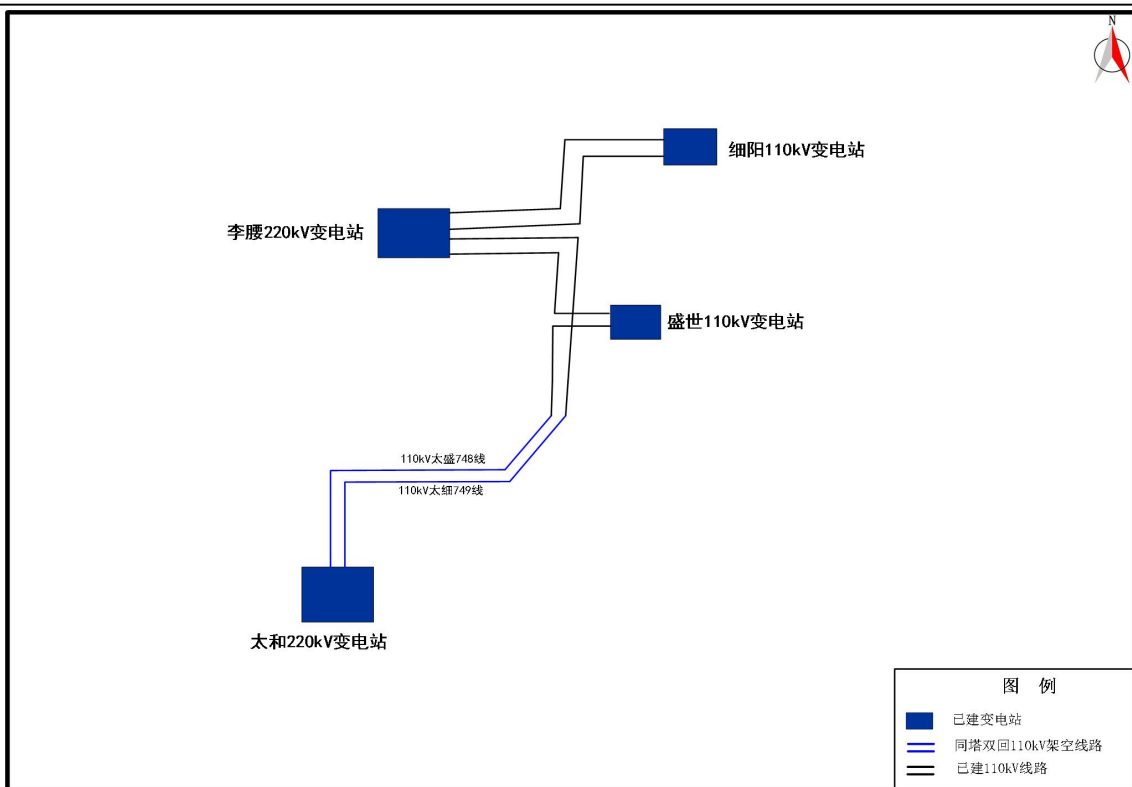 N
细阳110kV变电站
李腰220kV变电站
盛世110kV变电站
110kV太盛748线
110kV太细749线
太和220kV变电站
图 例
已建变电站
同塔双回110kV架空线路
已建110kV线路